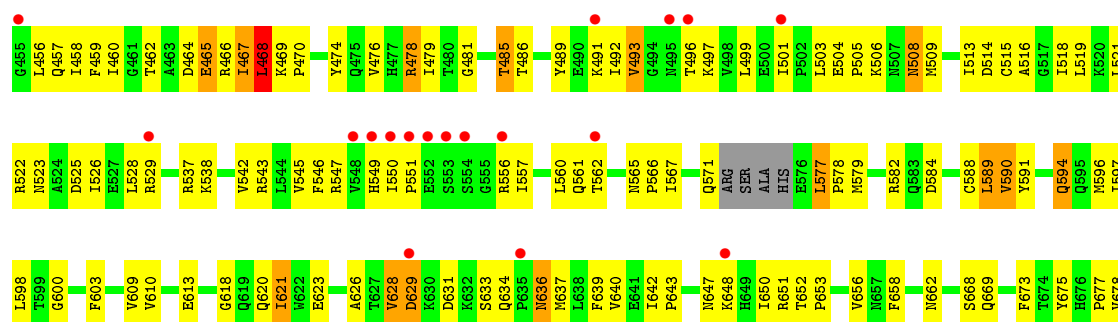 G455 L456 Q457 I458 F459 I460 G461 T462 A463 D464 E465 R466 I467 L468 K469 P470 Y474 Q475 V476 H477 R478 I479 T480 G481 T485 T486 Y489 E490 K491 I492 V493 G494 N495 T496 K497 V498 L499 E500 I501 P502 L503 E504 P505 K506 N507 N508 M509 I513 D514 C515 A516 G517 I518 L519 K520 L521
R522 N523 A524 D525 I526 E527 L528 R529 R537 K538 V542 R543 L544 V545 F546 R547 V548 H549 I550 P551 E552 S553 S554 G555 R556 I557 L560 Q561 T562 N565 P566 I567 Q571 ARG SER ALA HIS E576 L577 P578 M579 R582 Q583 D584 C588 L589 V590 Y591 Q594 Q595 M596 I597
L598 T599 G600 F603 V609 V610 E613 G618 Q619 Q620 I621 W622 E623 A626 T627 V628 D629 K630 D631 K632 S633 Q634 P635 N636 M637 L638 F639 V640 E641 I642 P643 N647 K648 H649 I650 R651 T652 P653 V656 N657 F658 N662 S668 Q669 F673 T674 Y675 H676 P677